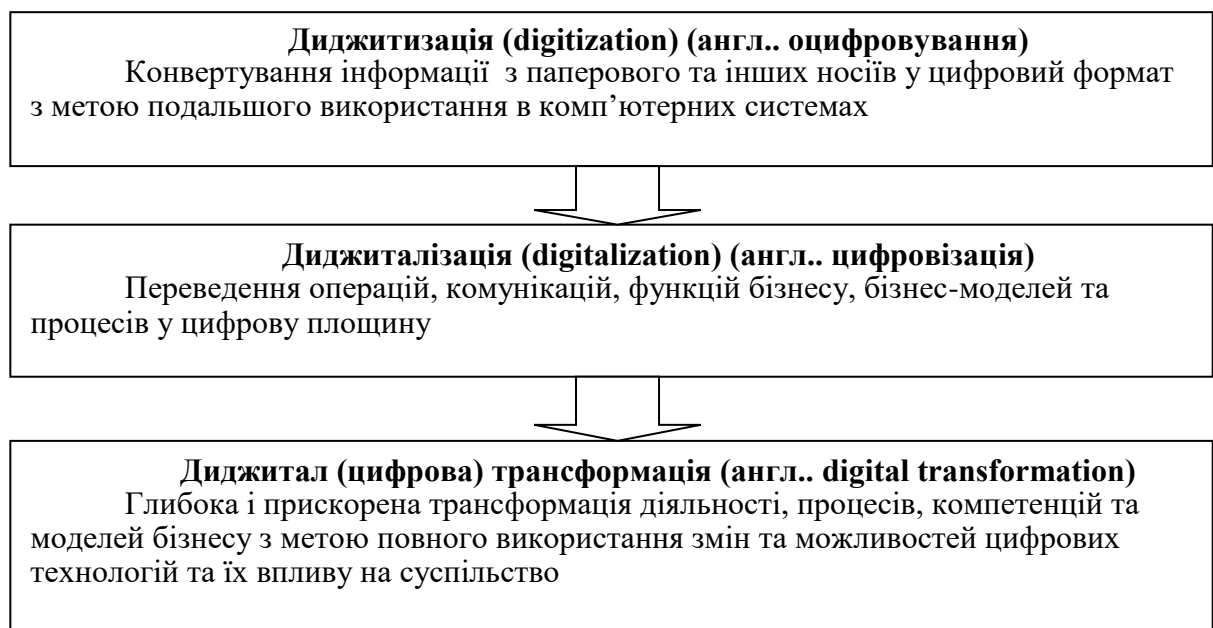 Диджитизація (digitization) (англ.. оцифровування)
Конвертування інформації з паперового та інших носіїв у цифровий формат
з метою подальшого використання в комп’ютерних системах
Диджиталізація (digitalization) (англ.. цифровізація)
Переведення операцій, комунікацій, функцій бізнесу, бізнес-моделей та
процесів у цифрову площину
Диджитал (цифрова) трансформація (англ.. digital transformation)
Глибока і прискорена трансформація діяльності, процесів, компетенцій та
моделей бізнесу з метою повного використання змін та можливостей цифрових
технологій та їх впливу на суспільство